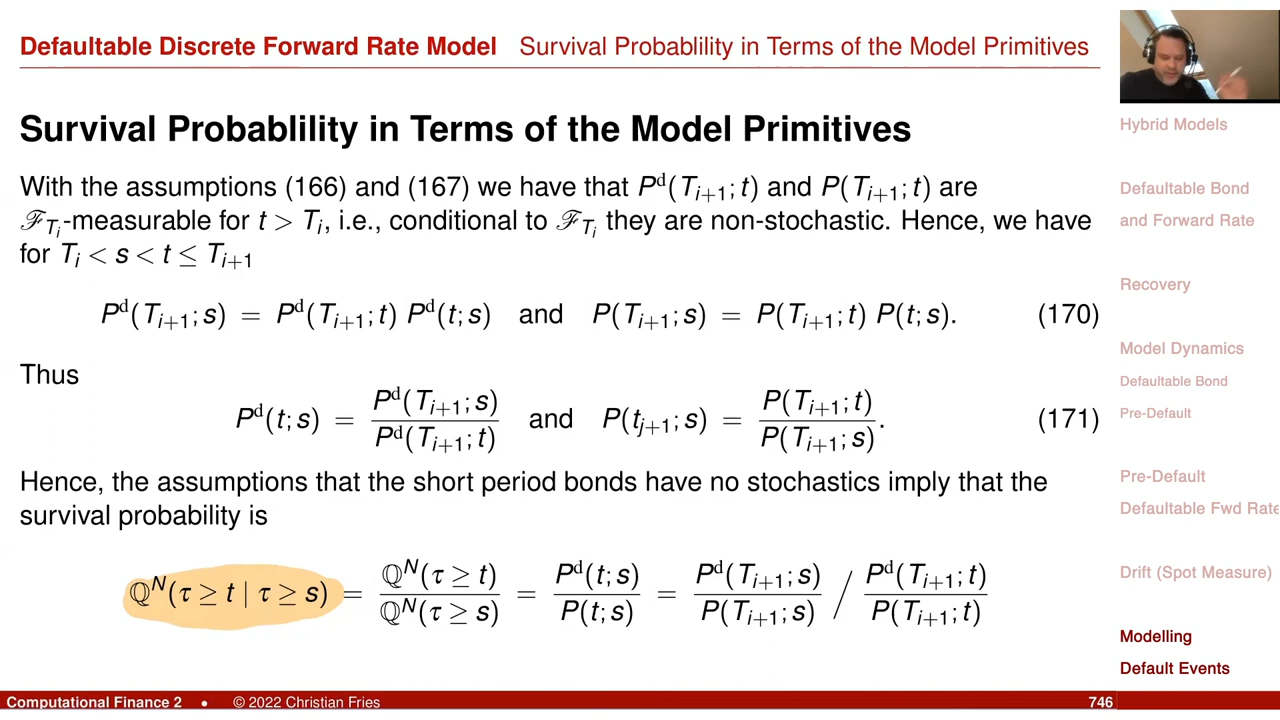 Defaultable Discrete Forward Rate Model Survival Probablility in Terms of the Model Primitives
Survival Probablility in Terms of the Model Primitives
With the assumptions (166) and (167) we have that P^d(T_{i+1}; t) and P(T_{i+1}; t) are
ℱ_{T_i}-measurable for t > T_i, i.e., conditional to ℱ_{T_i} they are non-stochastic. Hence, we have
for T_i < s < t ≤ T_{i+1}
P^d(T_{i+1}; s) = P^d(T_{i+1}; t) P^d(t; s) and P(T_{i+1}; s) = P(T_{i+1}; t) P(t; s). (170)
Thus
P^d(t; s) = P^d(T_{i+1}; s) / P^d(T_{i+1}; t) and P(t_{j+1}; s) = P(T_{i+1}; t) / P(T_{i+1}; s). (171)
Hence, the assumptions that the short period bonds have no stochastics imply that the
survival probability is
ℚ^N(τ ≥ t | τ ≥ s) = ℚ^N(τ ≥ t) / ℚ^N(τ ≥ s) = P^d(t; s) / P(t; s) = P^d(T_{i+1}; s) / P(T_{i+1}; s) / P^d(T_{i+1}; t) / P(T_{i+1}; t)
Hybrid Models
Defaultable Bond
and Forward Rate
Recovery
Model Dynamics
Defaultable Bond
Pre-Default
Pre-Default
Defaultable Fwd Rate
Drift (Spot Measure)
Modelling
Default Events
Computational Finance 2 • © 2022 Christian Fries 746